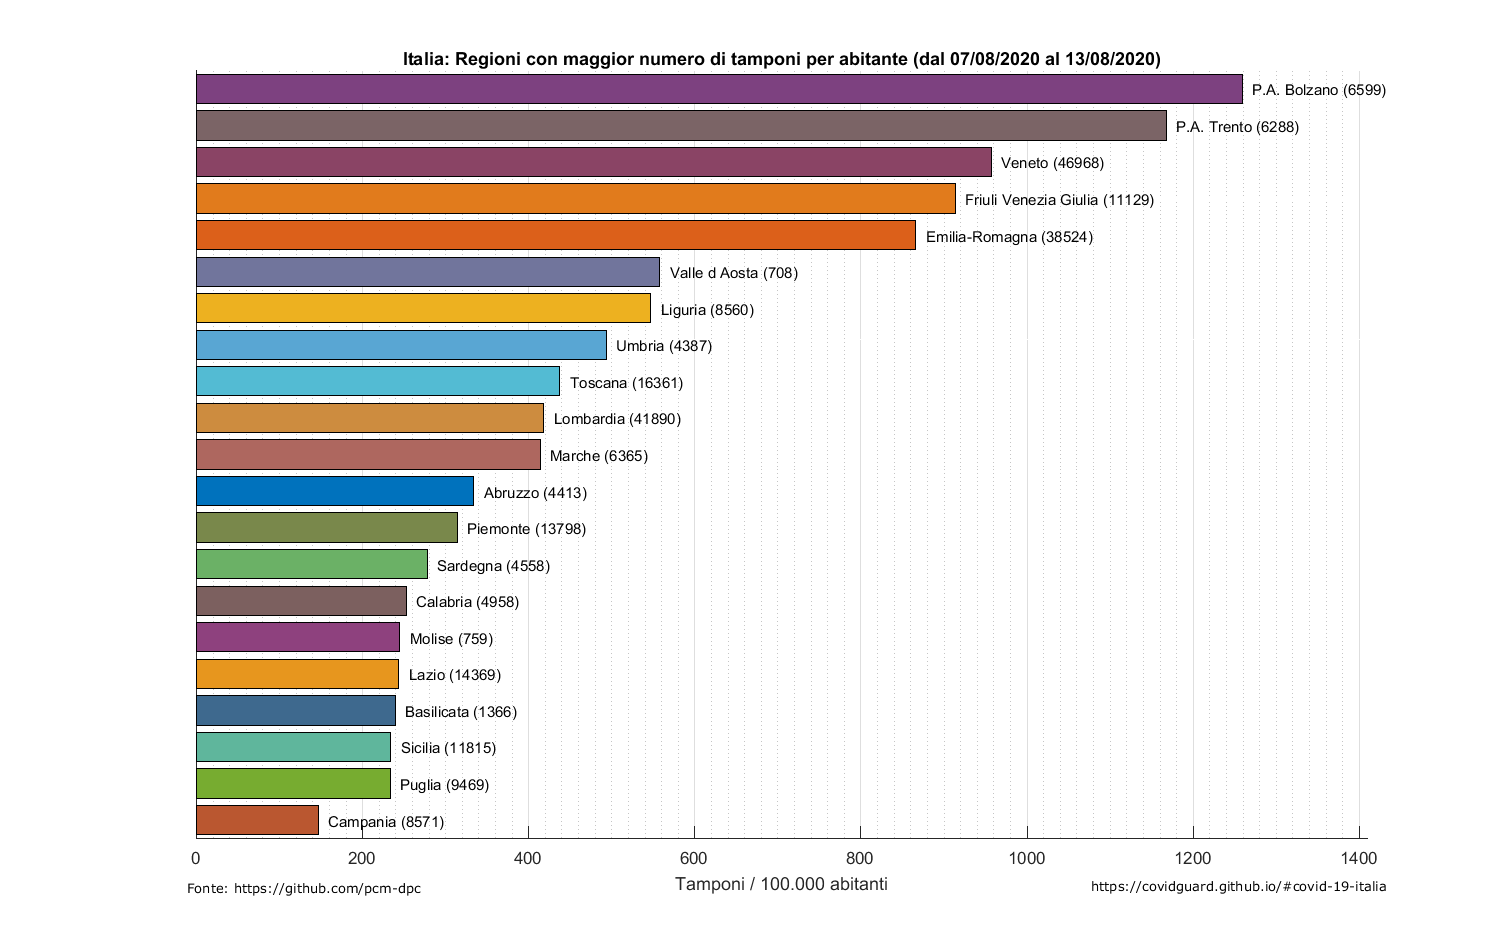 Italia: Regioni con maggior numero di tamponi per abitante (dal 07/08/2020 al 13/08/2020)
P.A. Bolzano (6599)
P.A. Trento (6288)
Veneto (46968)
Friuli Venezia Giulia (11129)
Emilia-Romagna (38524)
Valle d Aosta (708)
Liguria (8560)
Umbria (4387)
Toscana (16361)
Lombardia (41890)
Marche (6365)
Abruzzo (4413)
Piemonte (13798)
Sardegna (4558)
Calabria (4958)
Molise (759)
Lazio (14369)
Basilicata (1366)
Sicilia (11815)
Puglia (9469)
Campania (8571)
0 200 400 600 800 1000 1200 1400
Tamponi / 100.000 abitanti
Fonte: https://github.com/pcm-dpc
https://covidguard.github.io/#covid-19-italia